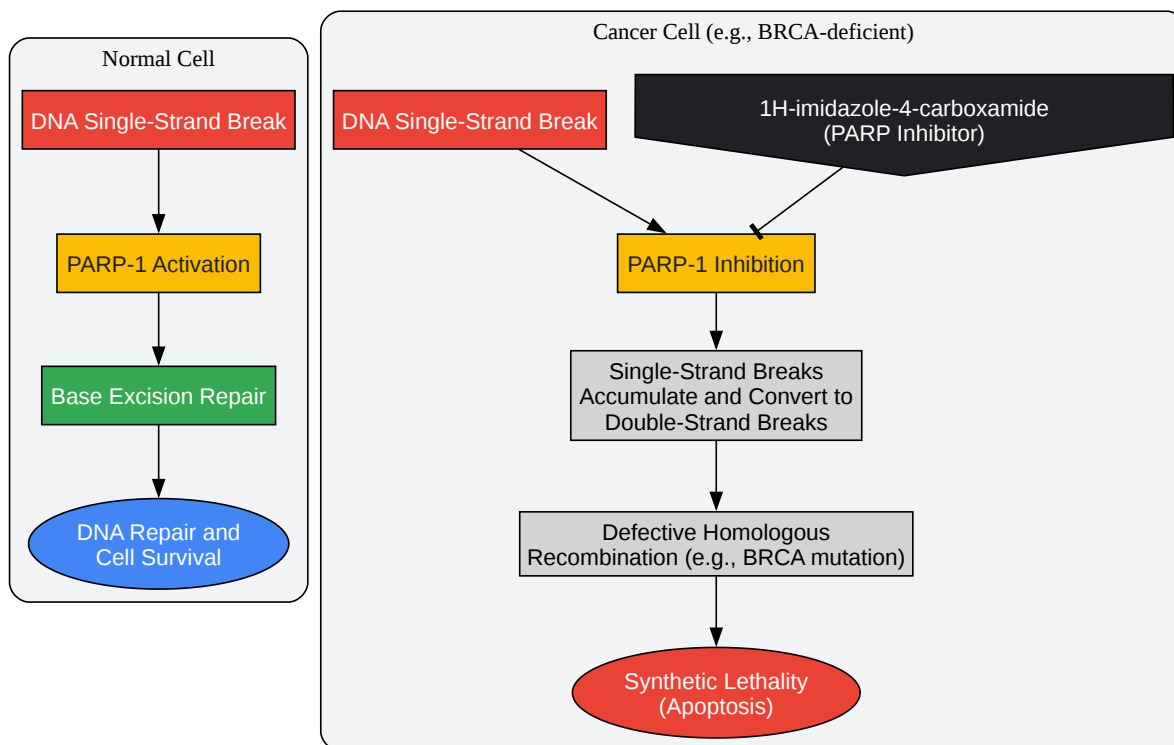 Normal Cell
DNA Single-Strand Break
PARP-1 Activation
Base Excision Repair
DNA Repair and
Cell Survival
Cancer Cell (e.g., BRCA-deficient)
DNA Single-Strand Break
1H-imidazole-4-carboxamide
(PARP Inhibitor)
PARP-1 Inhibition
Single-Strand Breaks
Accumulate and Convert to
Double-Strand Breaks
Defective Homologous
Recombination (e.g., BRCA mutation)
Synthetic Lethality
(Apoptosis)